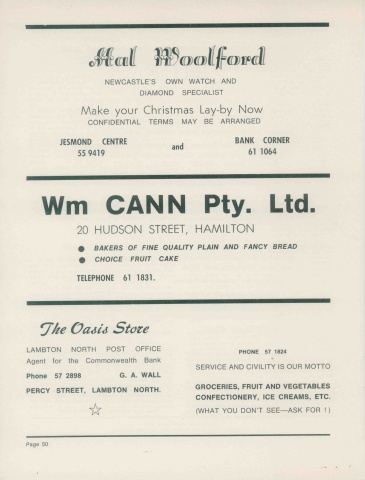 Hal Woolford
NEWCASTLE'S OWN WATCH AND
DIAMOND SPECIALIST
Make your Christmas Lay-by Now
CONFIDENTIAL TERMS MAY BE ARRANGED
JESMOND CENTRE
55 9419
and
BANK CORNER
61 1064
Wm CANN Pty. Ltd.
20 HUDSON STREET, HAMILTON
● BAKERS OF FINE QUALITY PLAIN AND FANCY BREAD
● CHOICE FRUIT CAKE
TELEPHONE 61 1831.
The Oasis Store
LAMBTON NORTH POST OFFICE
Agent for the Commonwealth Bank
Phone 57 2898 G. A. WALL
PERCY STREET, LAMBTON NORTH.
PHONE 57 1824
SERVICE AND CIVILITY IS OUR MOTTO
GROCERIES, FRUIT AND VEGETABLES
CONFECTIONERY, ICE CREAMS, ETC.
(WHAT YOU DON'T SEE—ASK FOR !)
Page 50